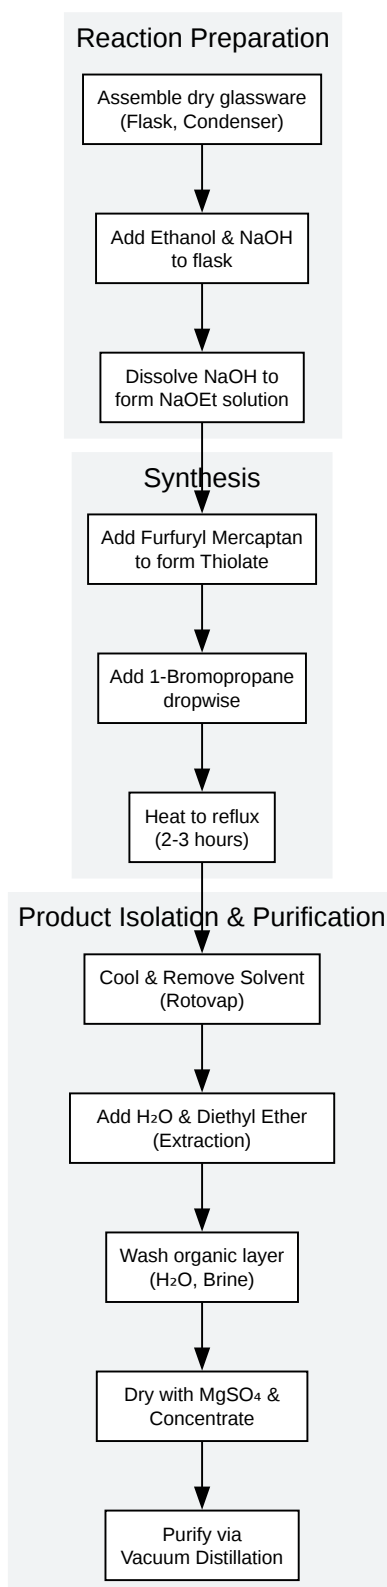 Reaction Preparation
Assemble dry glassware
(Flask, Condenser)
Add Ethanol & NaOH
to flask
Dissolve NaOH to
form NaOEt solution
Synthesis
Add Furfuryl Mercaptan
to form Thiolate
Add 1-Bromopropane
dropwise
Heat to reflux
(2-3 hours)
Product Isolation & Purification
Cool & Remove Solvent
(Rotovap)
Add H₂O & Diethyl Ether
(Extraction)
Wash organic layer
(H₂O, Brine)
Dry with MgSO₄ &
Concentrate
Purify via
Vacuum Distillation